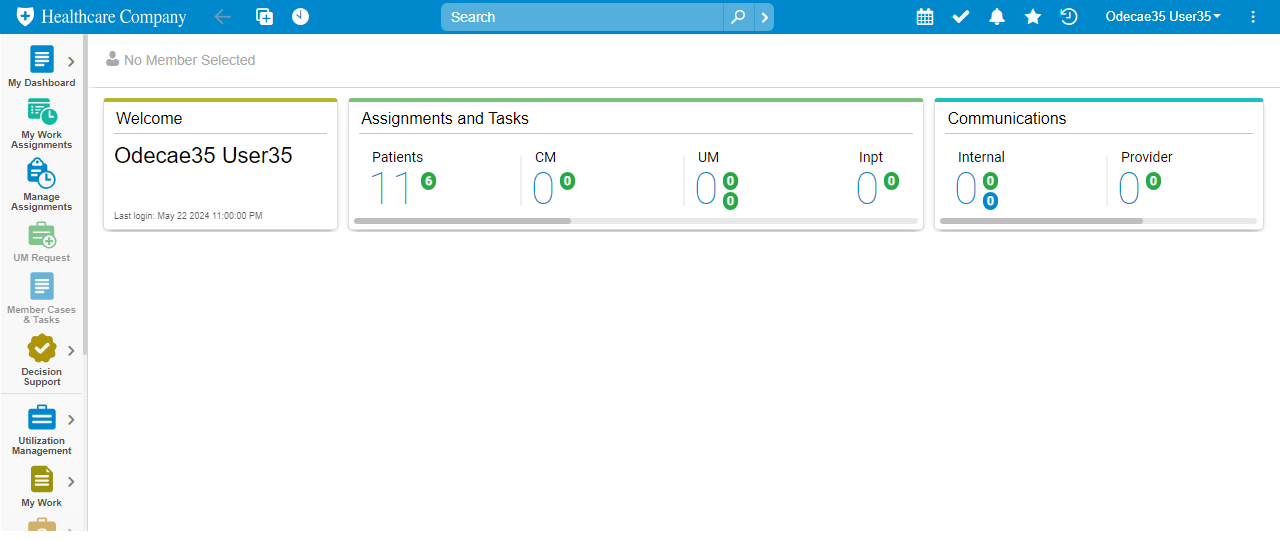 Healthcare Company
Search
Odecae35 User35
My Dashboard
My Work
Assignments
Manage
Assignments
UM Request
Member Cases
& Tasks
Decision
Support
Utilization
Management
My Work
No Member Selected
Welcome
Odecae35 User35
Last login: May 22 2024 11:00:00 PM
Assignments and Tasks
Patients
11 6
CM
0 0
UM
0 0
0
Inpt
0 0
Communications
Internal
0 0
0
Provider
0 0